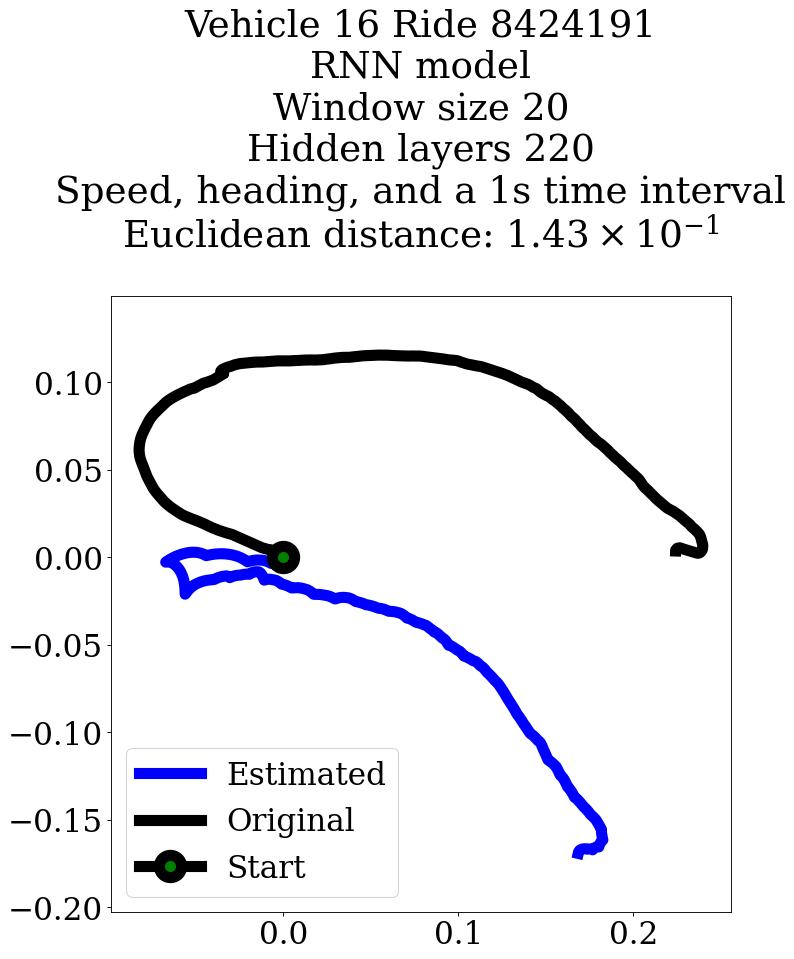 Vehicle 16 Ride 8424191
RNN model
Window size 20
Hidden layers 220
Speed, heading, and a 1s time interval
Euclidean distance: 1.43 × 10⁻¹
0.10
0.05
0.00
−0.05
−0.10
−0.15
−0.20
Estimated
Original
Start
0.0 0.1 0.2